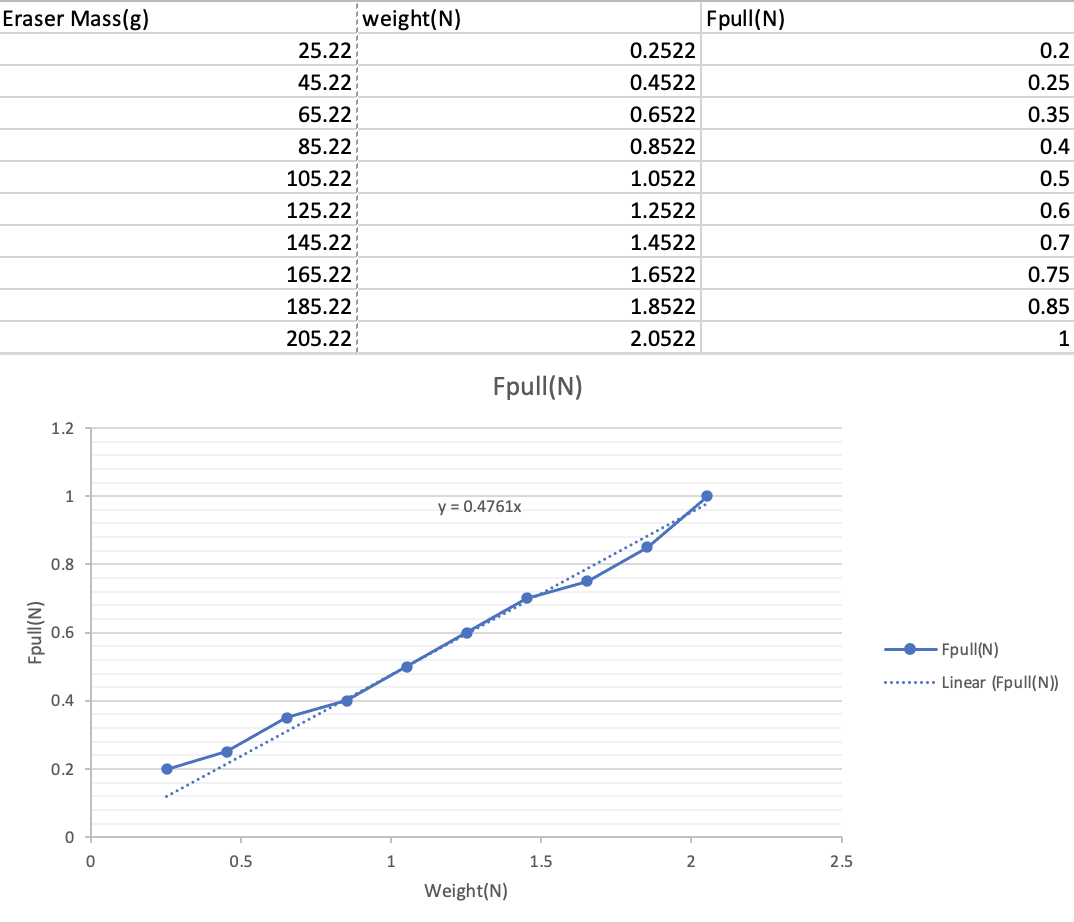 Eraser Mass(g) weight(N) Fpull(N)
25.22 0.2522 0.2
45.22 0.4522 0.25
65.22 0.6522 0.35
85.22 0.8522 0.4
105.22 1.0522 0.5
125.22 1.2522 0.6
145.22 1.4522 0.7
165.22 1.6522 0.75
185.22 1.8522 0.85
205.22 2.0522 1
Fpull(N)
1.2
1
0.8
0.6
0.4
0.2
0
Fpull(N)
y = 0.4761x
0 0.5 1 1.5 2 2.5
Weight(N)
Fpull(N)
Linear (Fpull(N))